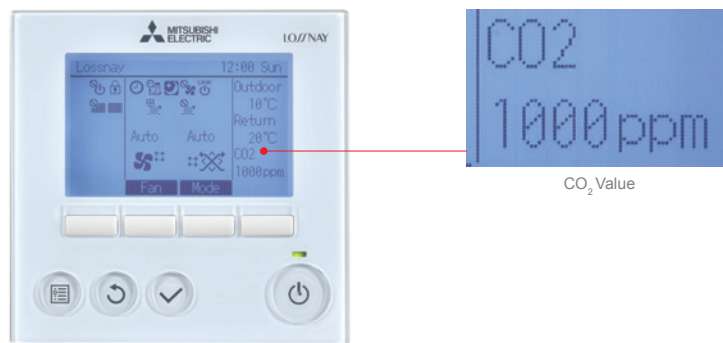 MITSUBISHI
ELECTRIC
LOSSNAY
Lossnay 12:00 Sun
Outdoor
10°C
Return
Auto Auto 20°C
CO2
1000ppm
Fan Mode
CO2
1000ppm
CO₂ Value